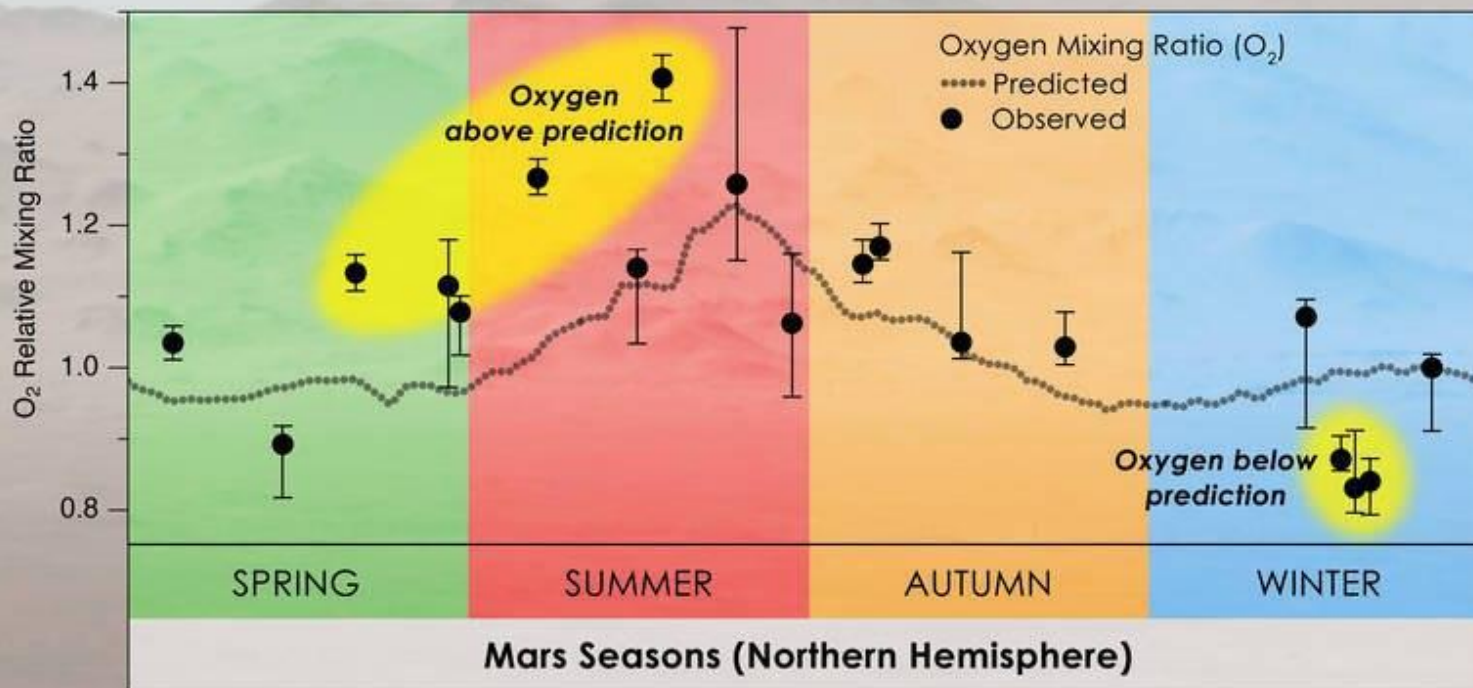 Oxygen Mixing Ratio (O₂)
Predicted
Observed
Oxygen
above prediction
1.4
1.2
1.0
0.8
O₂ Relative Mixing Ratio
Oxygen below
prediction
SPRING
SUMMER
AUTUMN
WINTER
Mars Seasons (Northern Hemisphere)